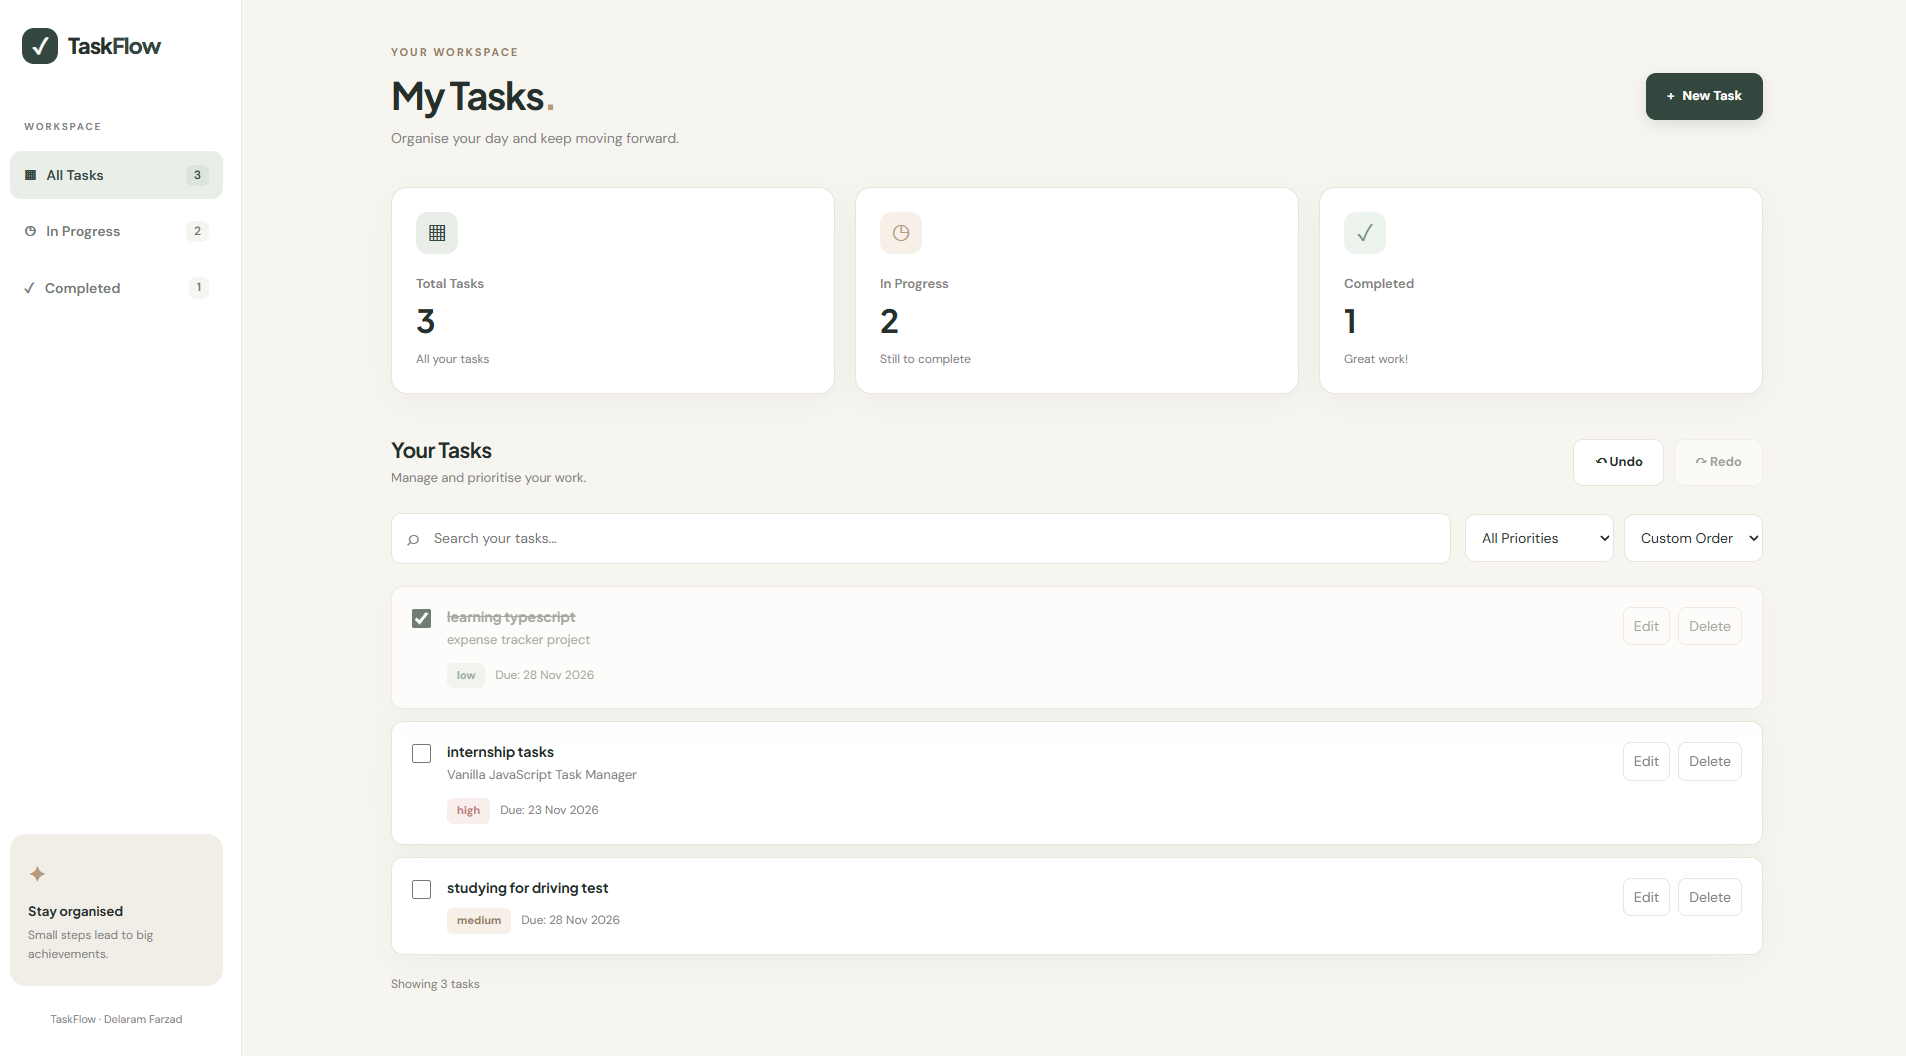 TaskFlow
WORKSPACE
All Tasks 3
In Progress 2
Completed 1
Stay organised
Small steps lead to big
achievements.
TaskFlow · Delaram Farzad
YOUR WORKSPACE
My Tasks.
Organise your day and keep moving forward.
+ New Task
Total Tasks
3
All your tasks
In Progress
2
Still to complete
Completed
1
Great work!
Your Tasks
Manage and prioritise your work.
↶ Undo
↷ Redo
Search your tasks...
All Priorities
Custom Order
learning typescript
expense tracker project
low Due: 28 Nov 2026
Edit Delete
internship tasks
Vanilla JavaScript Task Manager
high Due: 23 Nov 2026
Edit Delete
studying for driving test
medium Due: 28 Nov 2026
Edit Delete
Showing 3 tasks